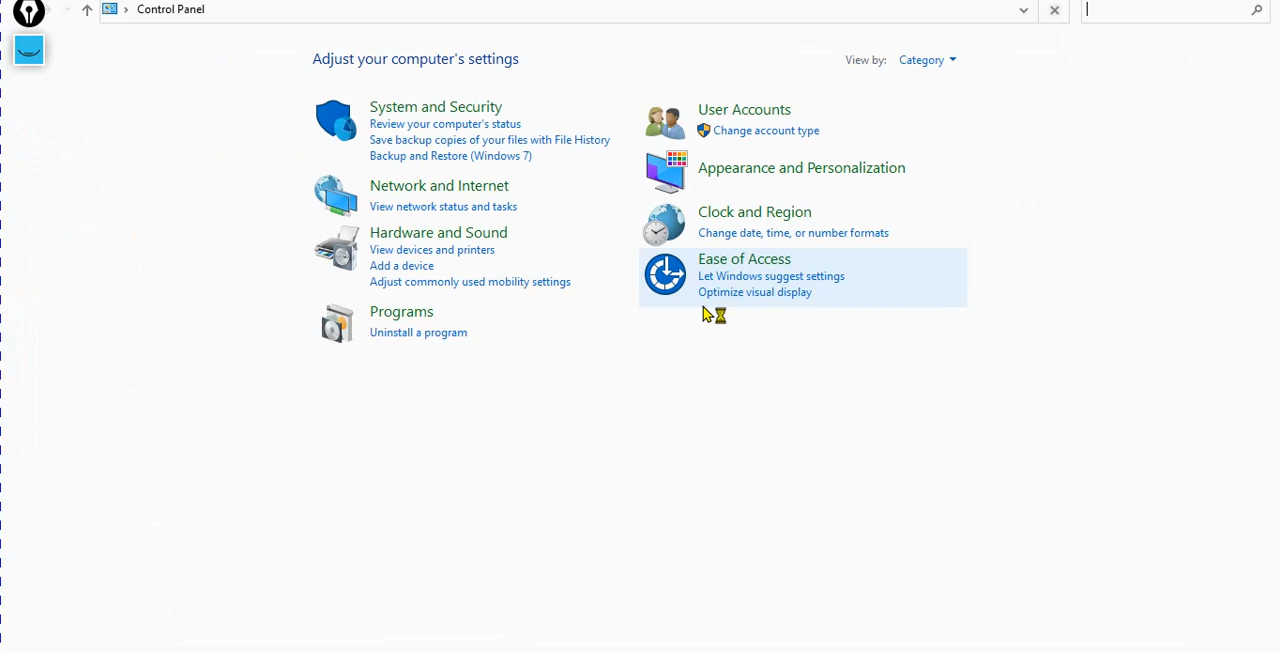 Control Panel
Adjust your computer's settings
View by: Category
System and Security
Review your computer's status
Save backup copies of your files with File History
Backup and Restore (Windows 7)
Network and Internet
View network status and tasks
Hardware and Sound
View devices and printers
Add a device
Adjust commonly used mobility settings
Programs
Uninstall a program
User Accounts
Change account type
Appearance and Personalization
Clock and Region
Change date, time, or number formats
Ease of Access
Let Windows suggest settings
Optimize visual display